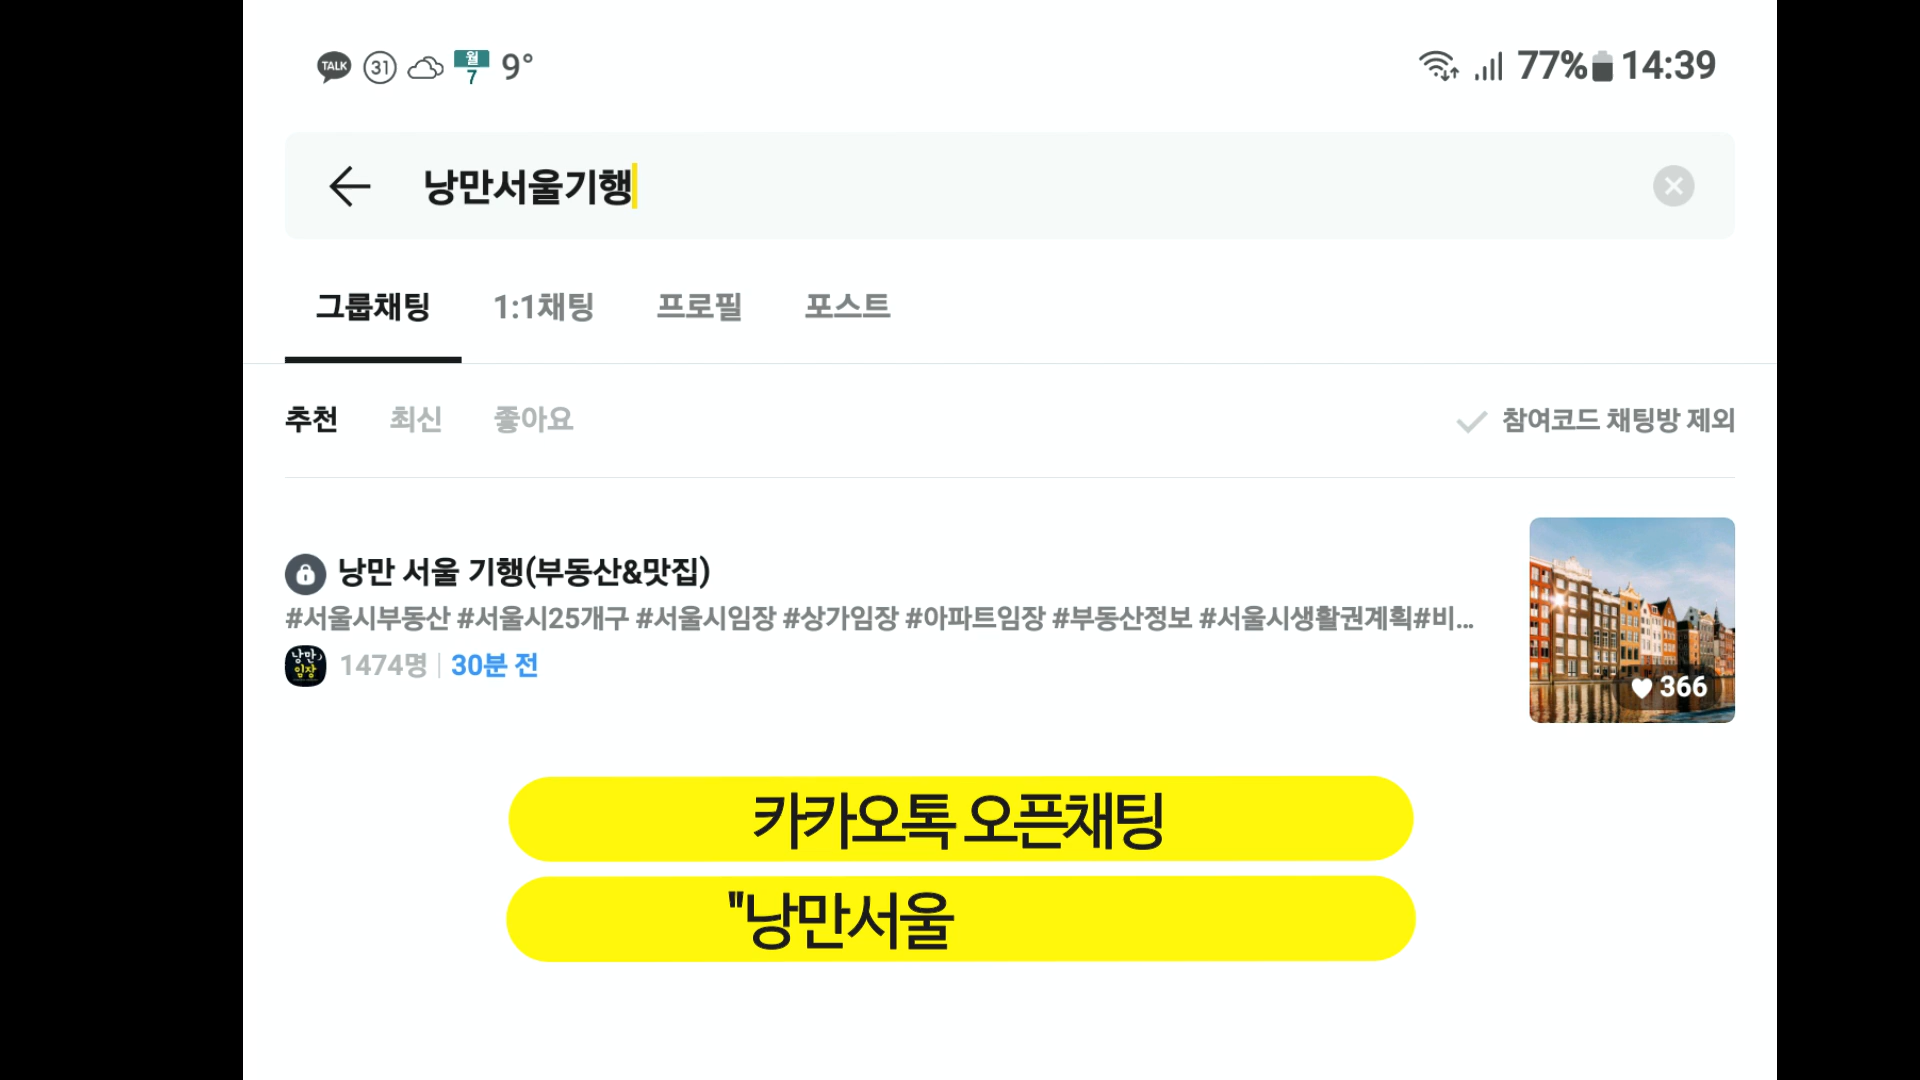 TALK 31 월 7 9° 77% 14:39
낭만서울기행
그룹채팅 1:1채팅 프로필 포스트
추천 최신 좋아요 참여코드 채팅방 제외
낭만 서울 기행(부동산&맛집)
#서울시부동산 #서울시25개구 #서울시임장 #상가임장 #아파트임장 #부동산정보 #서울시생활권계획#비...
낭만
임장
1474명 30분 전
366
카카오톡 오픈채팅
"낭만서울